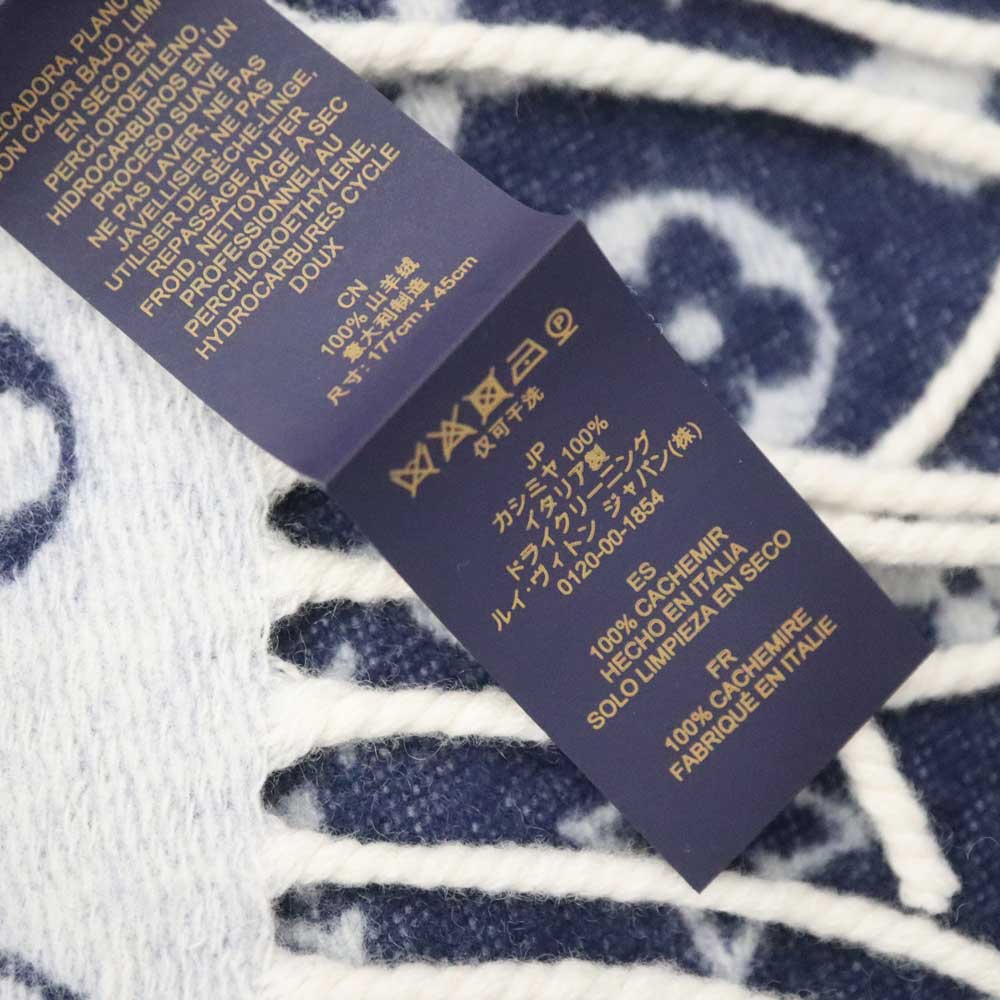 ECADORA, PLANO
ON CALOR BAJO, LIMP
EN SECO EN
PERCLOROETILENO,
HIDROCARBUROS EN UN
PROCESO SUAVE
NE PAS LAVER, NE PAS
JAVELLISER, NE PAS
UTILISER DE SÈCHE-LINGE,
REPASSAGE AU FER
FROID, NETTOYAGE A SEC
PROFESSIONNEL AU
PERCHLOROETHYLENE,
HYDROCARBURES CYCLE
DOUX
CN
100% 山羊绒
意大利制造
尺寸: 177cm x 45cm
仅可干洗
JP
カシミヤ 100%
イタリア製
ドライクリーニング
ルイ・ヴィトン ジャパン(株)
0120-00-1854
ES
100% CACHEMIR
HECHO EN ITALIA
SOLO LIMPIEZA EN SECO
FR
100% CACHEMIRE
FABRIQUÉ EN ITALIE